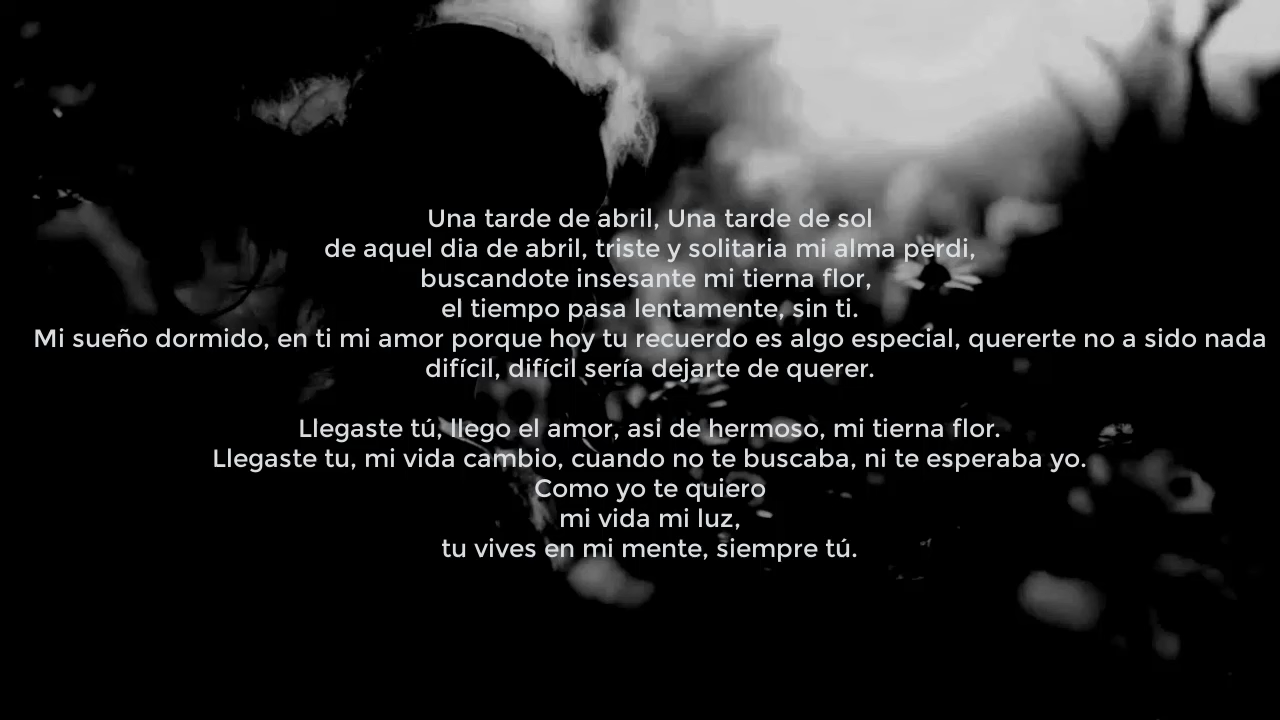 Una tarde de abril, Una tarde de sol
de aquel dia de abril, triste y solitaria mi alma perdi,
buscandote insesante mi tierna flor,
el tiempo pasa lentamente, sin ti.
Mi sueño dormido, en ti mi amor porque hoy tu recuerdo es algo especial, quererte no a sido nada
difícil, difícil sería dejarte de querer.
Llegaste tú, llego el amor, asi de hermoso, mi tierna flor.
Llegaste tu, mi vida cambio, cuando no te buscaba, ni te esperaba yo.
Como yo te quiero
mi vida mi luz,
tu vives en mi mente, siempre tú.